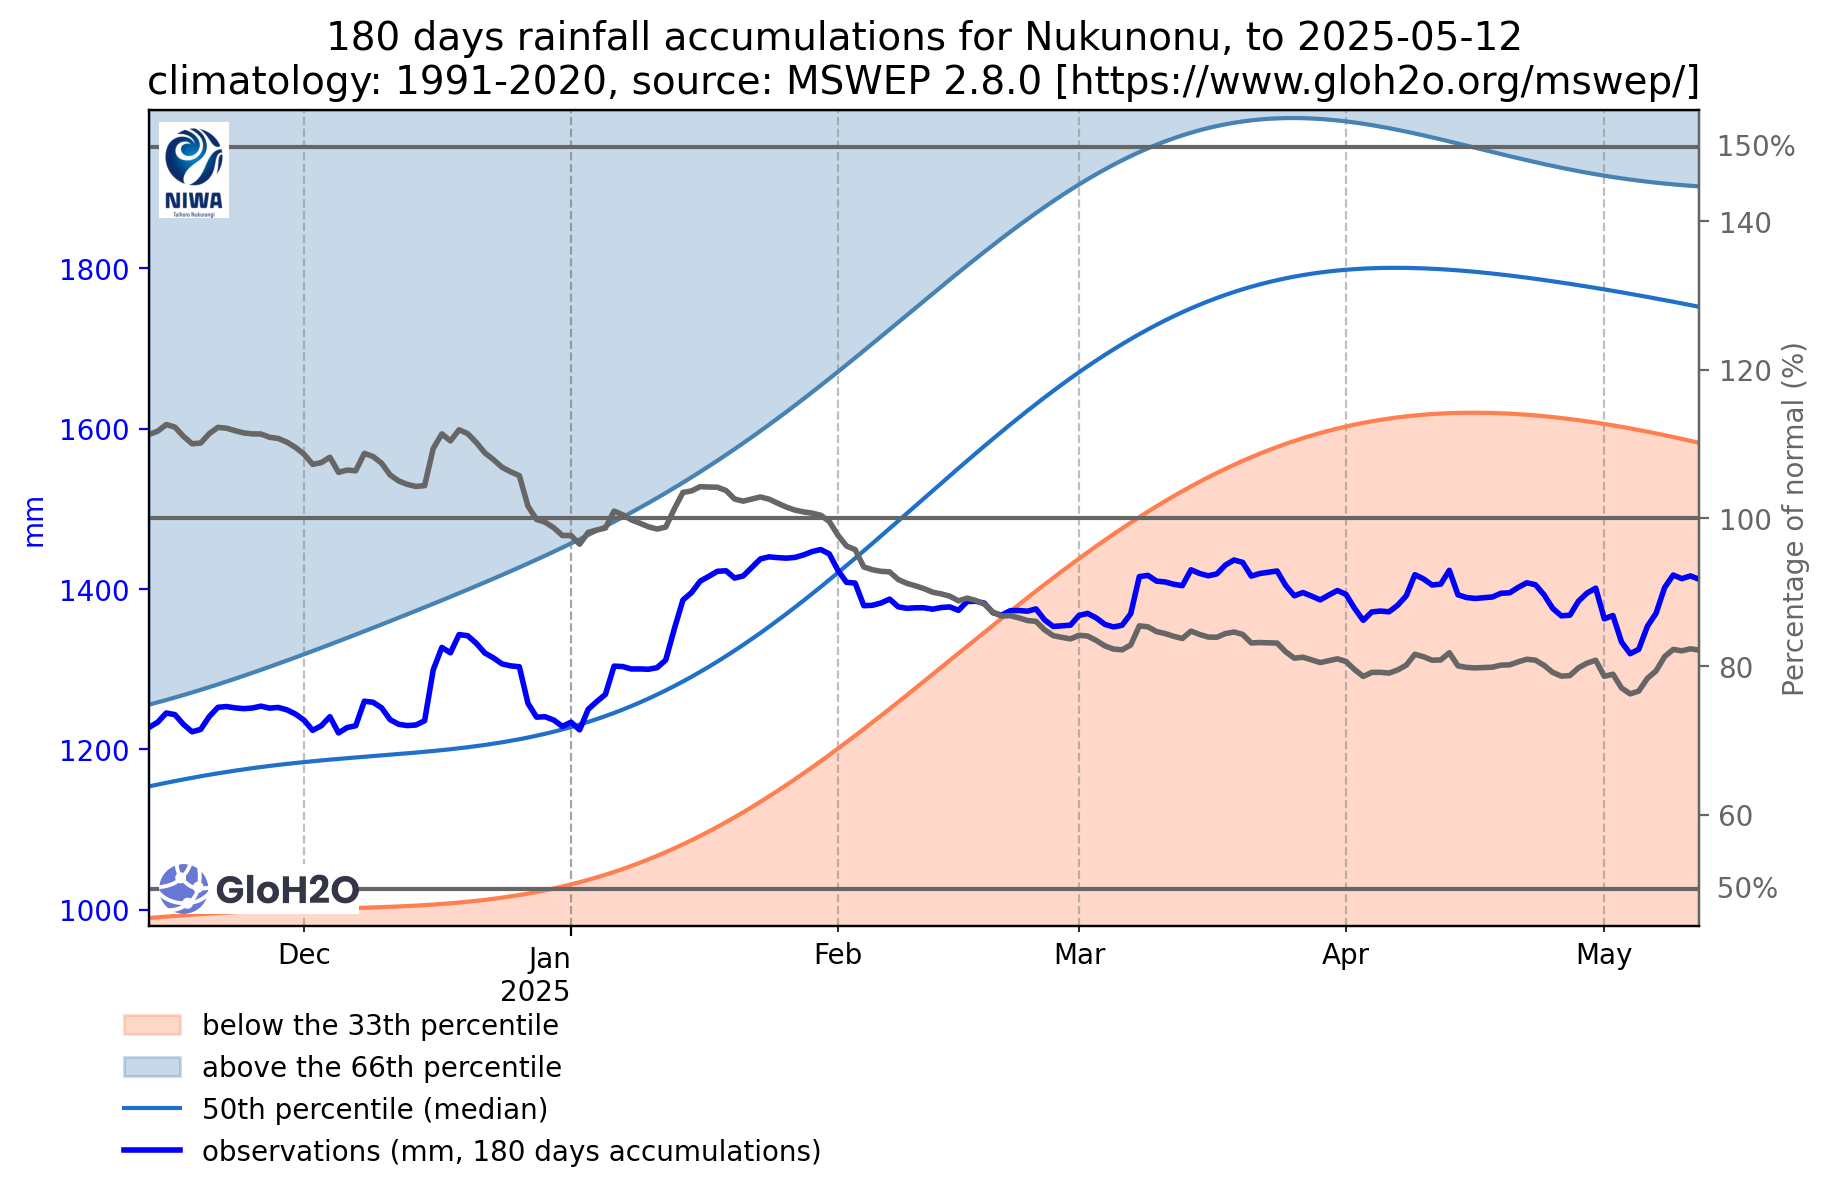 180 days rainfall accumulations for Nukunonu, to 2025-05-12
climatology: 1991-2020, source: MSWEP 2.8.0 [https://www.gloh2o.org/mswep/]
NIWA
Taihoro Nukurangi
150%
140
1800
120
1600
Percentage of normal (%)
mm
100
1400
80
1200
60
GloH2O
50%
1000
Dec
Jan
Feb
Mar
Apr
May
2025
below the 33th percentile
above the 66th percentile
50th percentile (median)
observations (mm, 180 days accumulations)